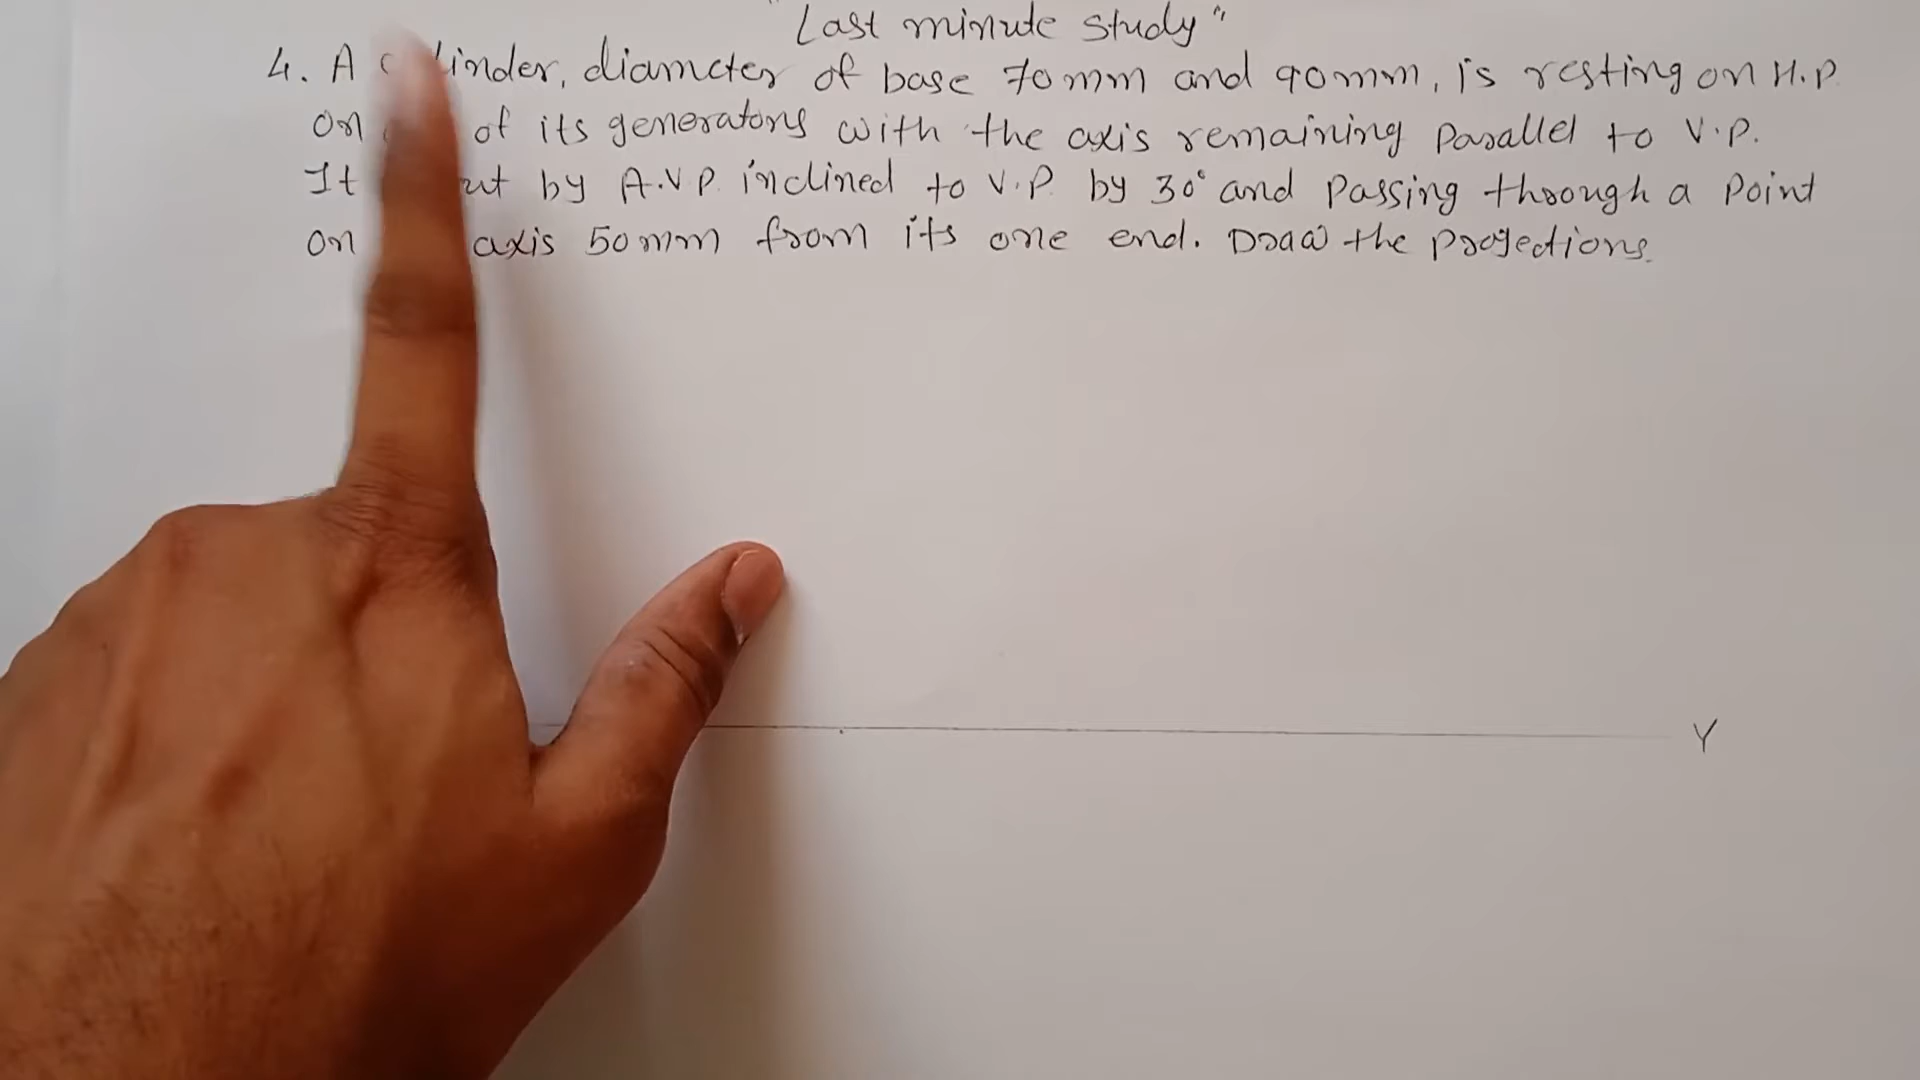 "Last minute study"
4. A diameter of base 70mm and 90mm, is resting on H.P.
on of its generators with the axis remaining parallel to V.P.
It by A.V.P. inclined to V.P. by 30° and passing through a point
on axis 50mm from its one end. Draw the projections.
Y